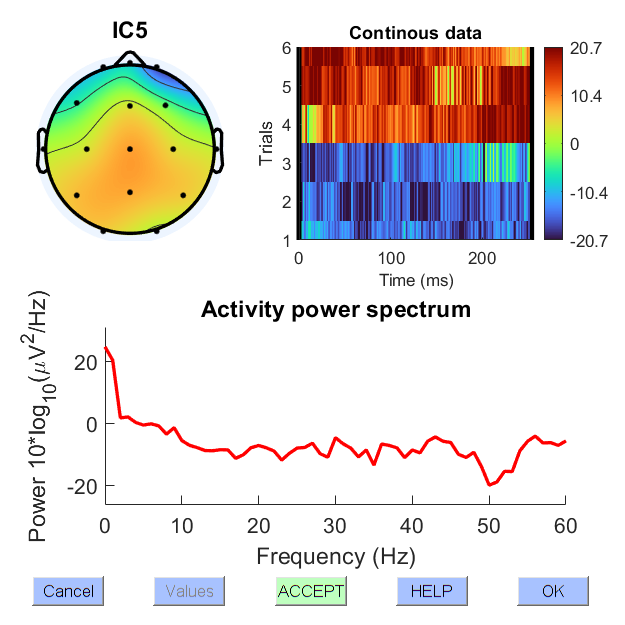 IC5
Continous data
Trials
6
5
4
3
2
1
0
100
200
Time (ms)
20.7
10.4
0
-10.4
-20.7
Activity power spectrum
Power 10*log10(μV2/Hz)
20
0
-20
0
10
20
30
40
50
60
Frequency (Hz)
Cancel
Values
ACCEPT
HELP
OK